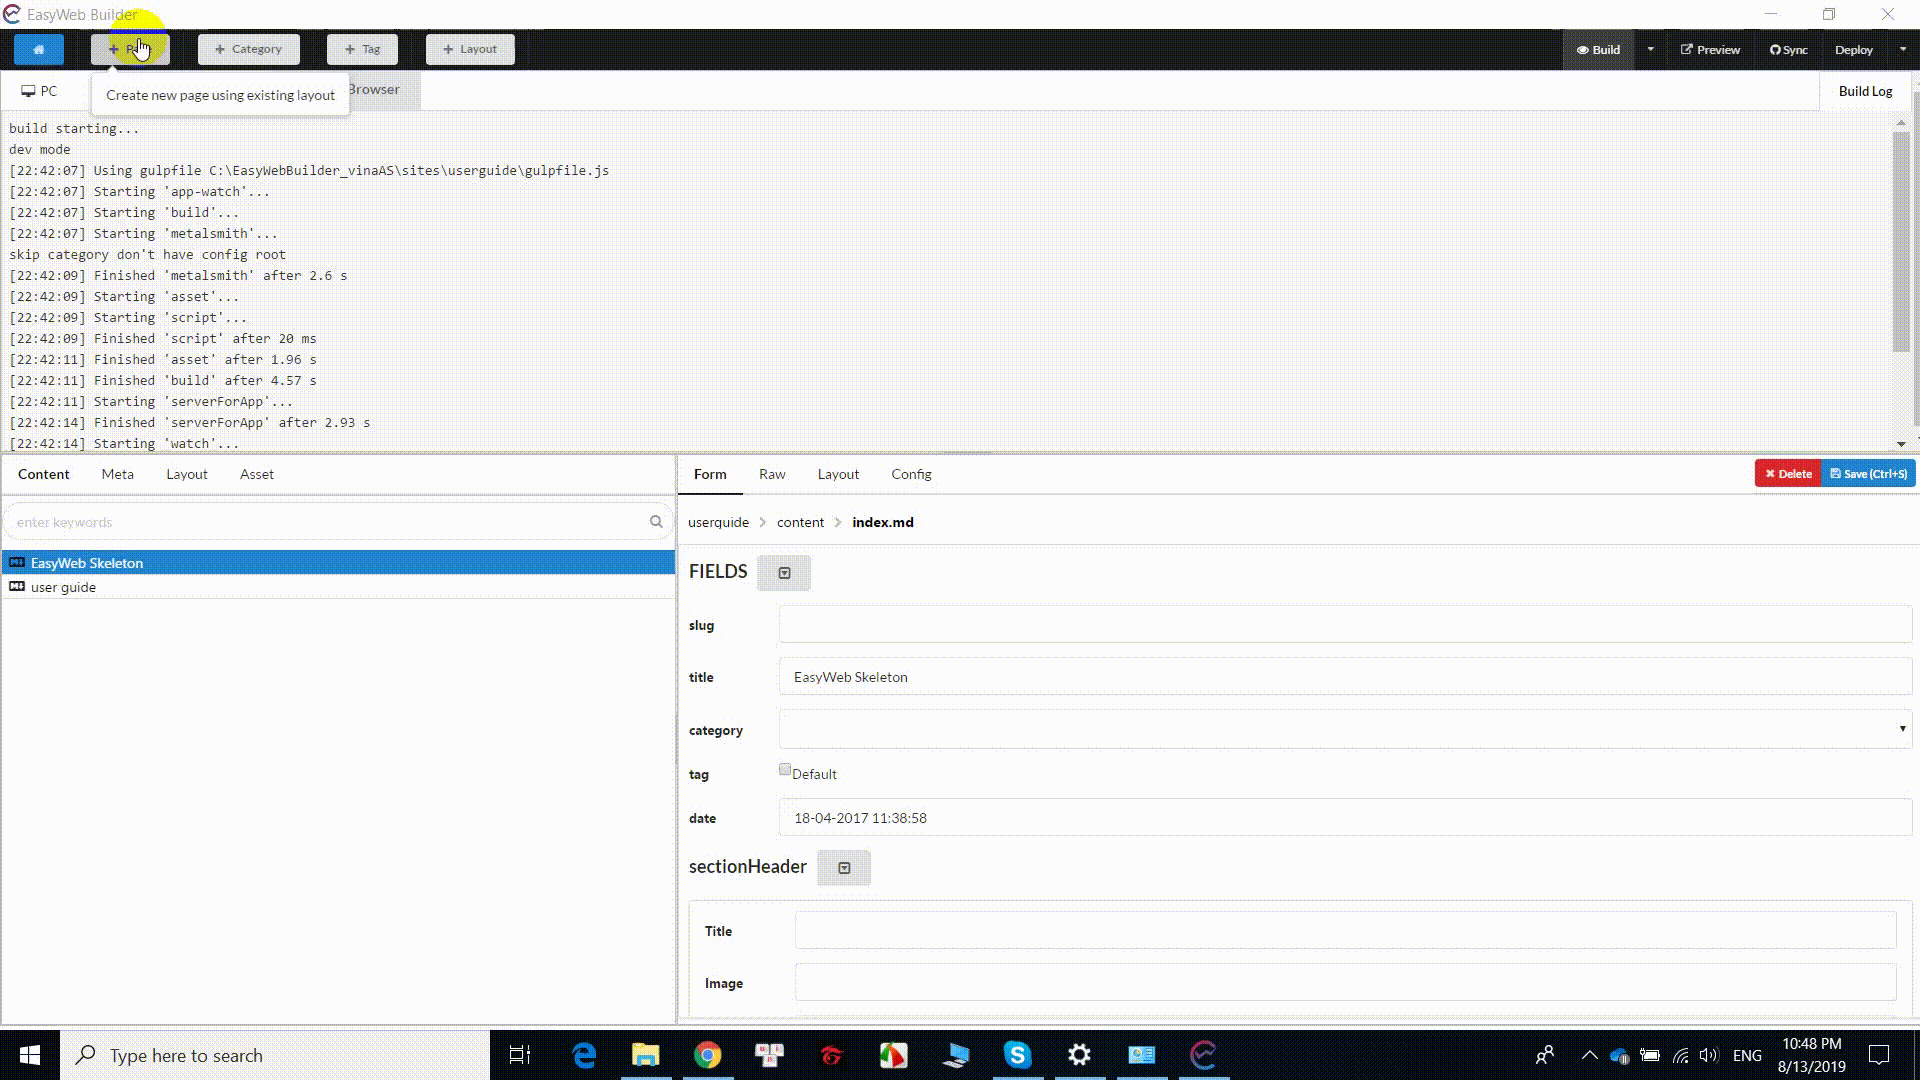 EasyWeb Builder
+ Category + Tag + Layout Build Preview Sync Deploy
PC Create new page using existing layout Browser Build Log
build starting...
dev mode
[22:42:07] Using gulpfile C:\EasyWebBuilder_vinaAS\sites\userguide\gulpfile.js
[22:42:07] Starting 'app-watch'...
[22:42:07] Starting 'build'...
[22:42:07] Starting 'metalsmith'...
skip category don't have config root
[22:42:09] Finished 'metalsmith' after 2.6 s
[22:42:09] Starting 'asset'...
[22:42:09] Starting 'script'...
[22:42:09] Finished 'script' after 20 ms
[22:42:11] Finished 'asset' after 1.96 s
[22:42:11] Finished 'build' after 4.57 s
[22:42:11] Starting 'serverForApp'...
[22:42:14] Finished 'serverForApp' after 2.93 s
[22:42:14] Starting 'watch'...
Content Meta Layout Asset
enter keywords
EasyWeb Skeleton
user guide
Form Raw Layout Config Delete Save (Ctrl+S)
userguide > content > index.md
FIELDS
slug
title EasyWeb Skeleton
category
tag Default
date 18-04-2017 11:38:58
sectionHeader
Title
Image
Type here to search
ENG
10:48 PM
8/13/2019